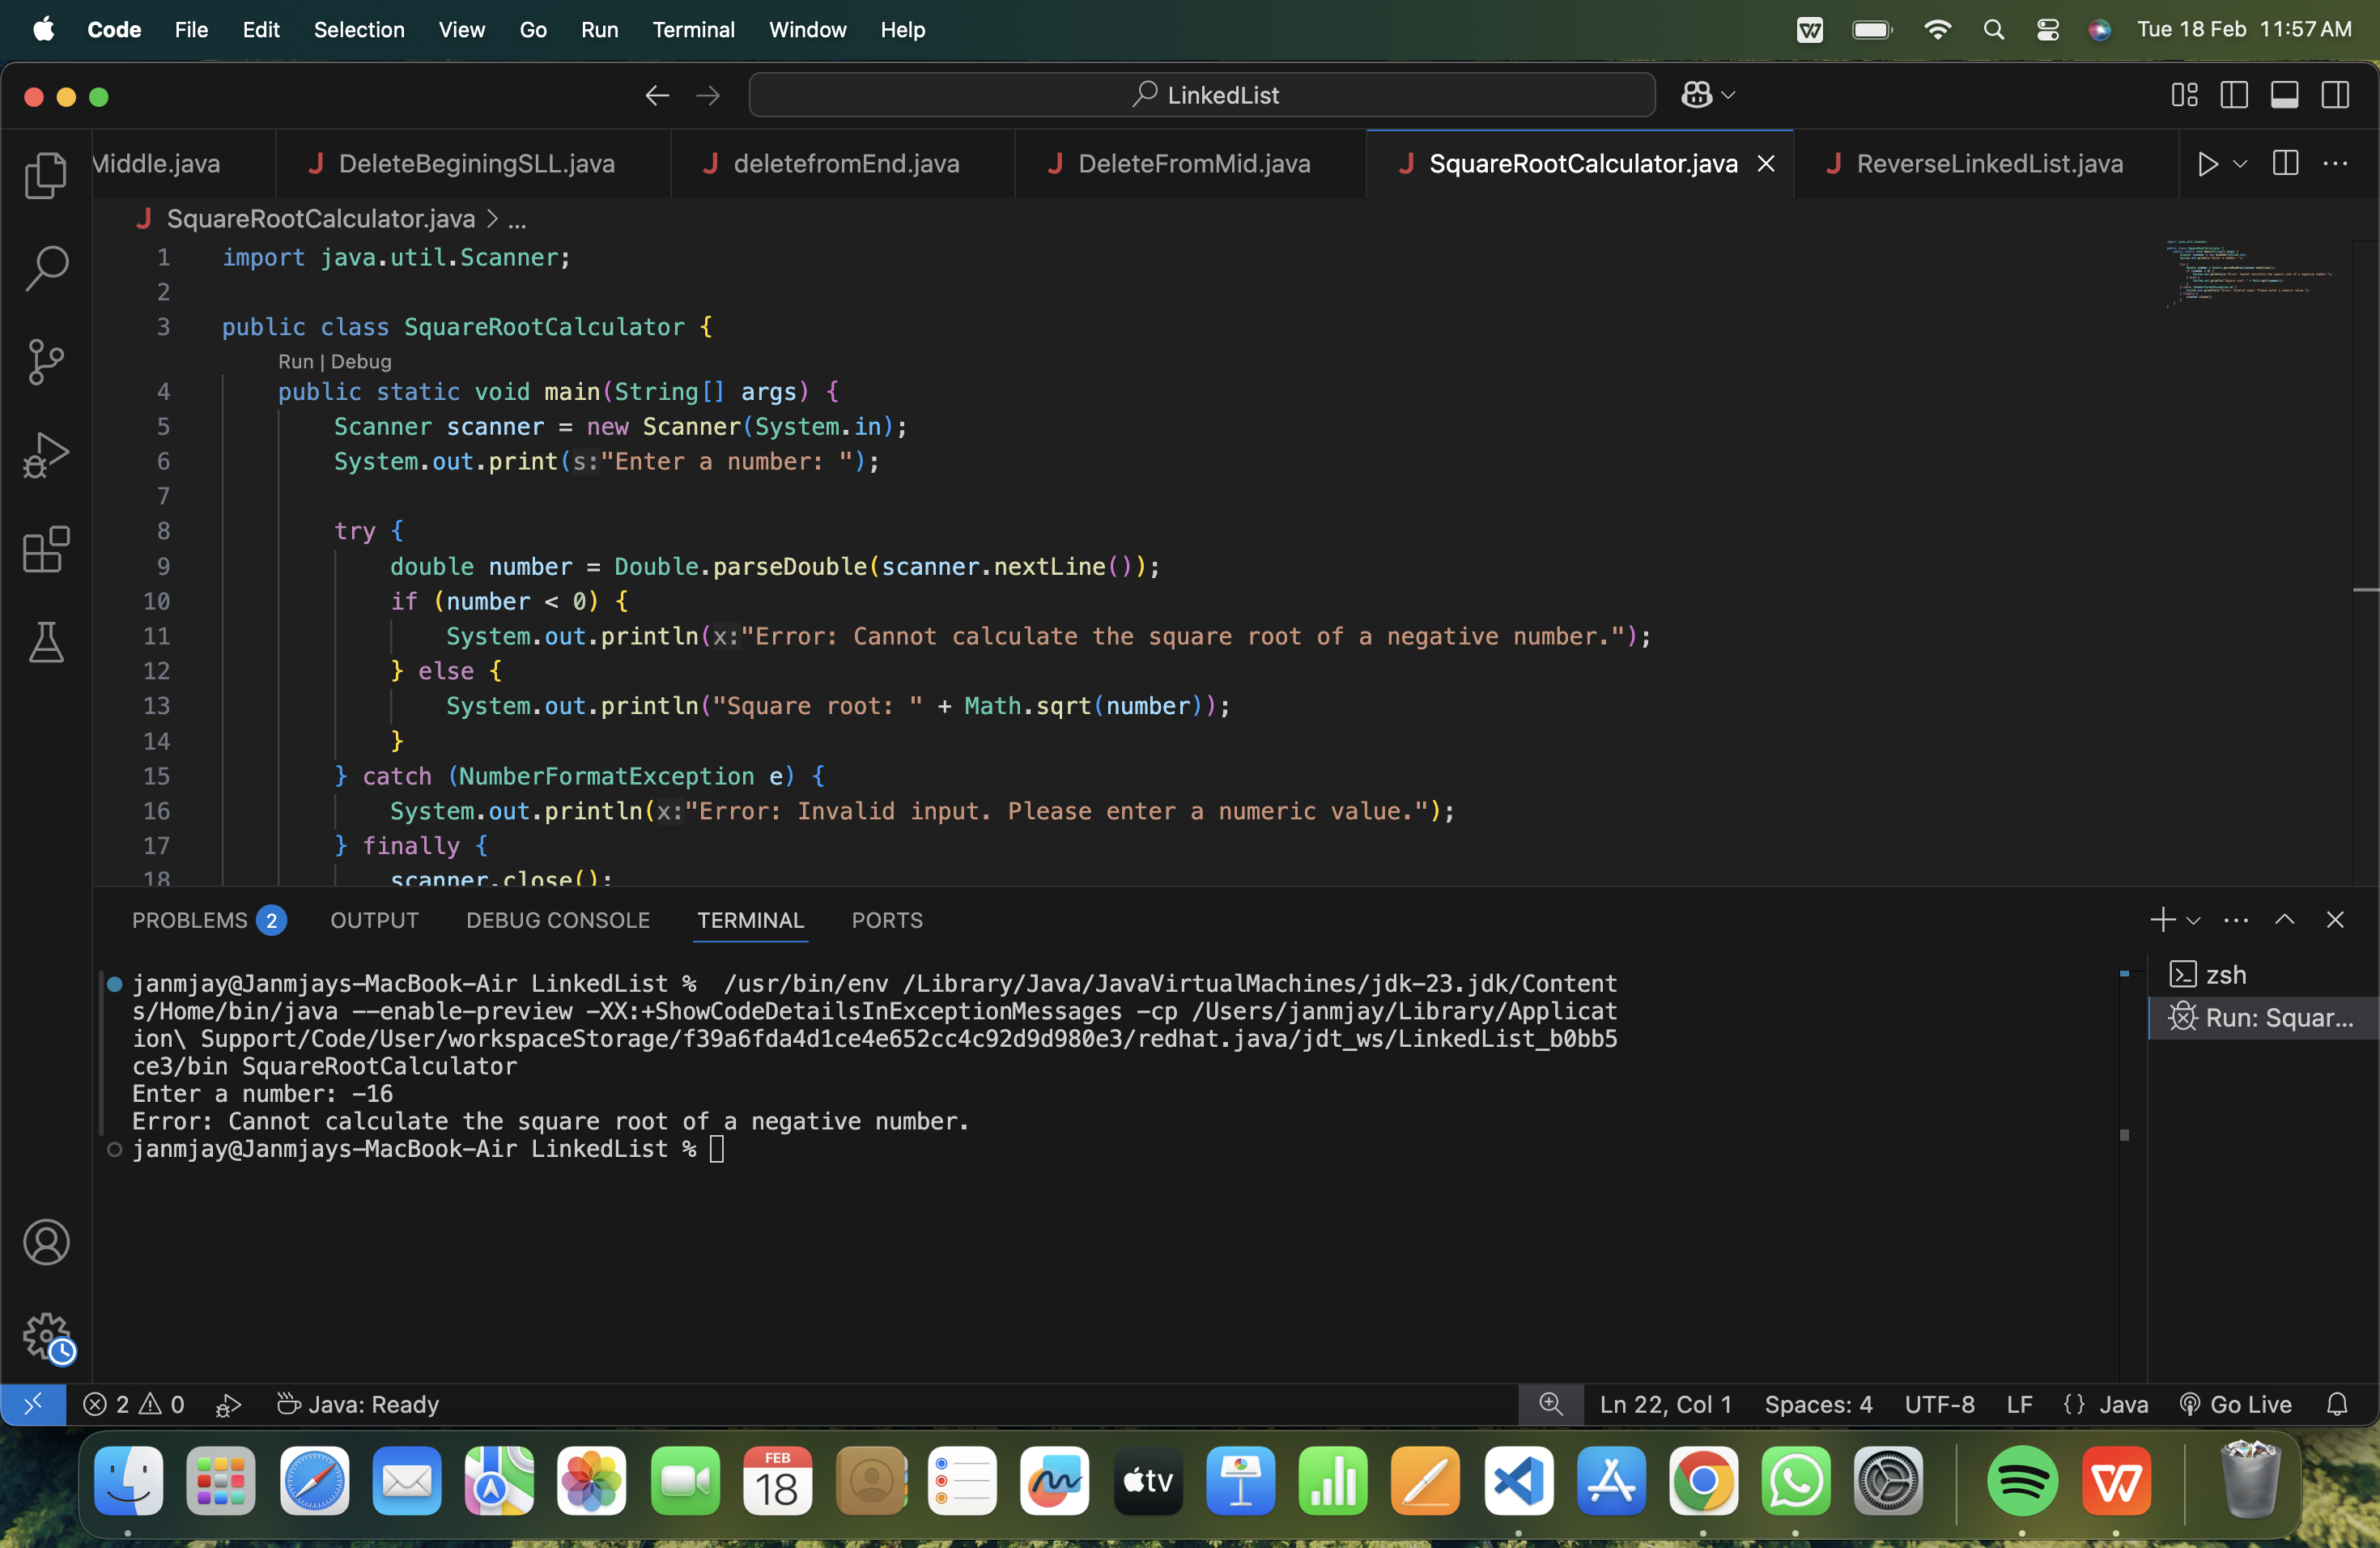 Code File Edit Selection View Go Run Terminal Window Help Tue 18 Feb 11:57 AM
LinkedList
Middle.java DeleteBeginingSLL.java deletefromEnd.java DeleteFromMid.java SquareRootCalculator.java ReverseLinkedList.java
SquareRootCalculator.java > ...
1 import java.util.Scanner;
2
3 public class SquareRootCalculator {
Run | Debug
4 public static void main(String[] args) {
5 Scanner scanner = new Scanner(System.in);
6 System.out.print(s:"Enter a number: ");
7
8 try {
9 double number = Double.parseDouble(scanner.nextLine());
10 if (number < 0) {
11 System.out.println(x:"Error: Cannot calculate the square root of a negative number.");
12 } else {
13 System.out.println("Square root: " + Math.sqrt(number));
14 }
15 } catch (NumberFormatException e) {
16 System.out.println(x:"Error: Invalid input. Please enter a numeric value.");
17 } finally {
18 scanner.close();
PROBLEMS 2 OUTPUT DEBUG CONSOLE TERMINAL PORTS
janmjay@Janmjays-MacBook-Air LinkedList %  /usr/bin/env /Library/Java/JavaVirtualMachines/jdk-23.jdk/Content
s/Home/bin/java --enable-preview -XX:+ShowCodeDetailsInExceptionMessages -cp /Users/janmjay/Library/Applicat
ion\ Support/Code/User/workspaceStorage/f39a6fda4d1ce4e652cc4c92d9d980e3/redhat.java/jdt_ws/LinkedList_b0bb5
ce3/bin SquareRootCalculator
Enter a number: -16
Error: Cannot calculate the square root of a negative number.
janmjay@Janmjays-MacBook-Air LinkedList %
zsh
Run: Squar...
2 0 Java: Ready Ln 22, Col 1 Spaces: 4 UTF-8 LF {} Java Go Live
FEB
18
tv